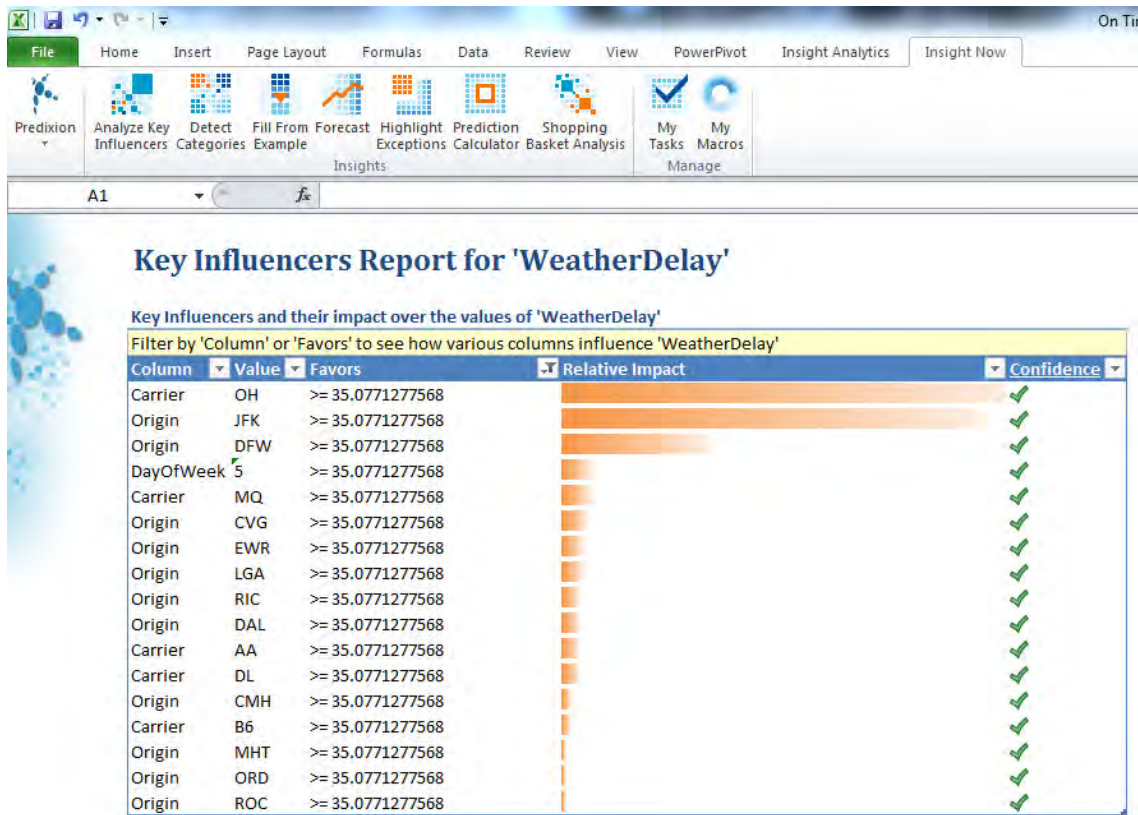 On Tir
File Home Insert Page Layout Formulas Data Review View PowerPivot Insight Analytics Insight Now
Predixion Analyze Key Influencers Detect Categories Fill From Example Forecast Highlight Exceptions Prediction Calculator Shopping Basket Analysis My Tasks My Macros
Insights Manage
A1 fx
Key Influencers Report for 'WeatherDelay'
Key Influencers and their impact over the values of 'WeatherDelay'
Filter by 'Column' or 'Favors' to see how various columns influence 'WeatherDelay'
Column Value Favors Relative Impact Confidence
Carrier OH >= 35.0771277568
Origin JFK >= 35.0771277568
Origin DFW >= 35.0771277568
DayOfWeek 5 >= 35.0771277568
Carrier MQ >= 35.0771277568
Origin CVG >= 35.0771277568
Origin EWR >= 35.0771277568
Origin LGA >= 35.0771277568
Origin RIC >= 35.0771277568
Origin DAL >= 35.0771277568
Carrier AA >= 35.0771277568
Carrier DL >= 35.0771277568
Origin CMH >= 35.0771277568
Carrier B6 >= 35.0771277568
Origin MHT >= 35.0771277568
Origin ORD >= 35.0771277568
Origin ROC >= 35.0771277568